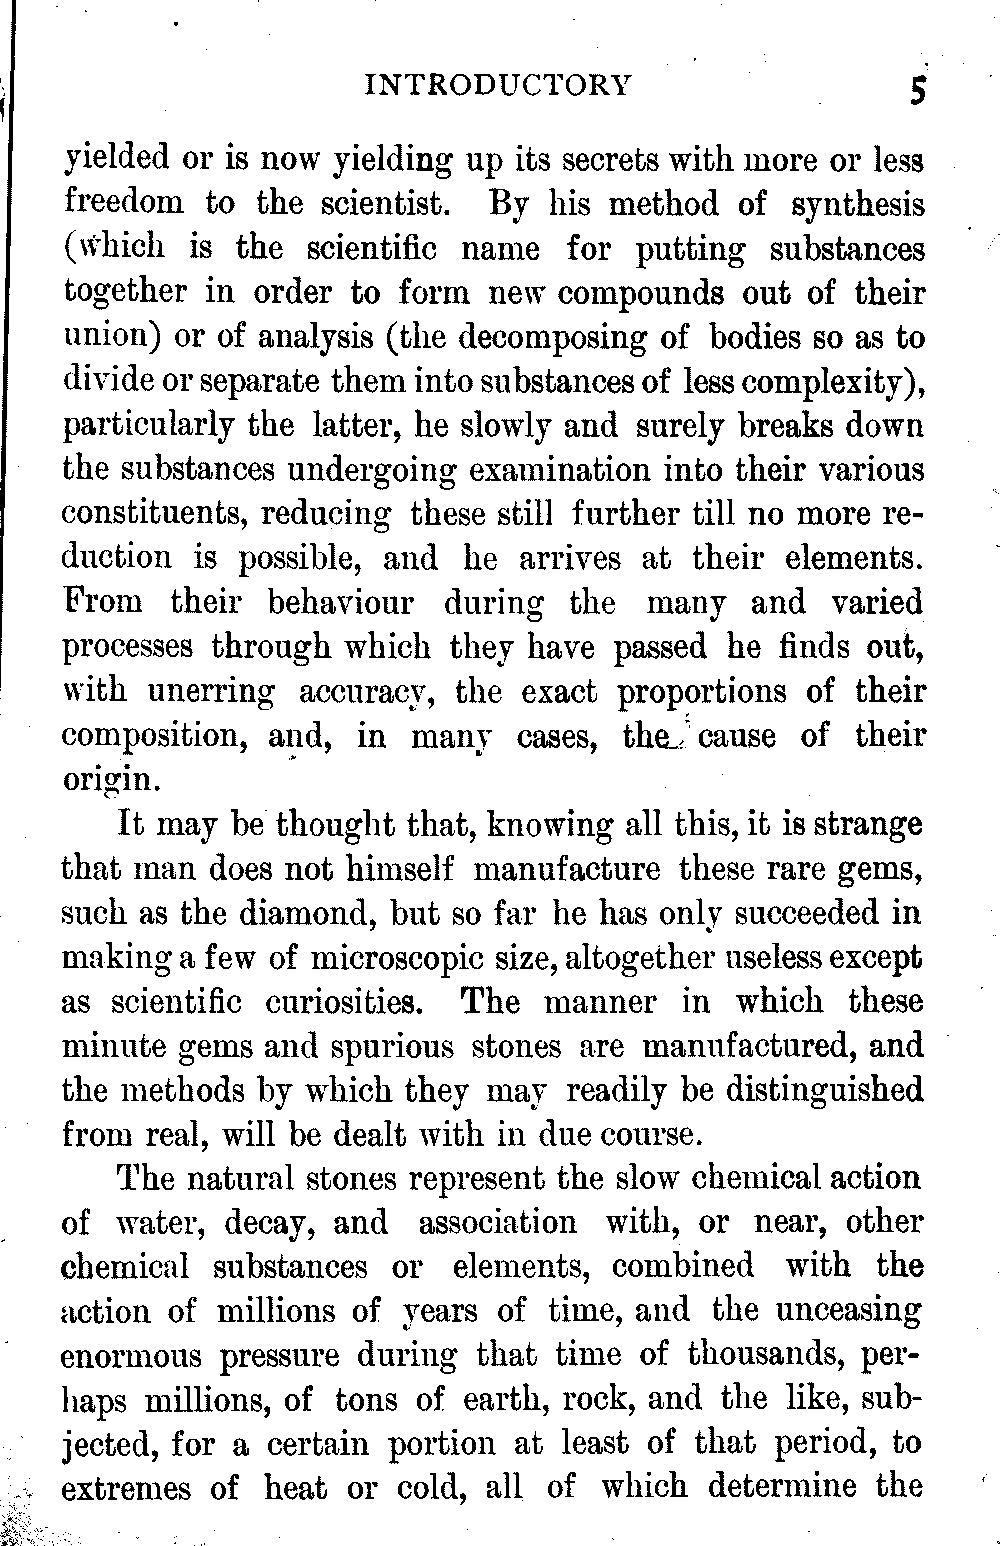 INTRODUCTORY 5
yielded or is now yielding up its secrets with more or less
freedom to the scientist. By his method of synthesis
(which is the scientific name for putting substances
together in order to form new compounds out of their
union) or of analysis (the decomposing of bodies so as to
divide or separate them into substances of less complexity),
particularly the latter, he slowly and surely breaks down
the substances undergoing examination into their various
constituents, reducing these still further till no more re-
duction is possible, and he arrives at their elements.
From their behaviour during the many and varied
processes through which they have passed he finds out,
with unerring accuracy, the exact proportions of their
composition, and, in many cases, the cause of their
origin.
It may be thought that, knowing all this, it is strange
that man does not himself manufacture these rare gems,
such as the diamond, but so far he has only succeeded in
making a few of microscopic size, altogether useless except
as scientific curiosities. The manner in which these
minute gems and spurious stones are manufactured, and
the methods by which they may readily be distinguished
from real, will be dealt with in due course.
The natural stones represent the slow chemical action
of water, decay, and association with, or near, other
chemical substances or elements, combined with the
action of millions of years of time, and the unceasing
enormous pressure during that time of thousands, per-
haps millions, of tons of earth, rock, and the like, sub-
jected, for a certain portion at least of that period, to
extremes of heat or cold, all of which determine the